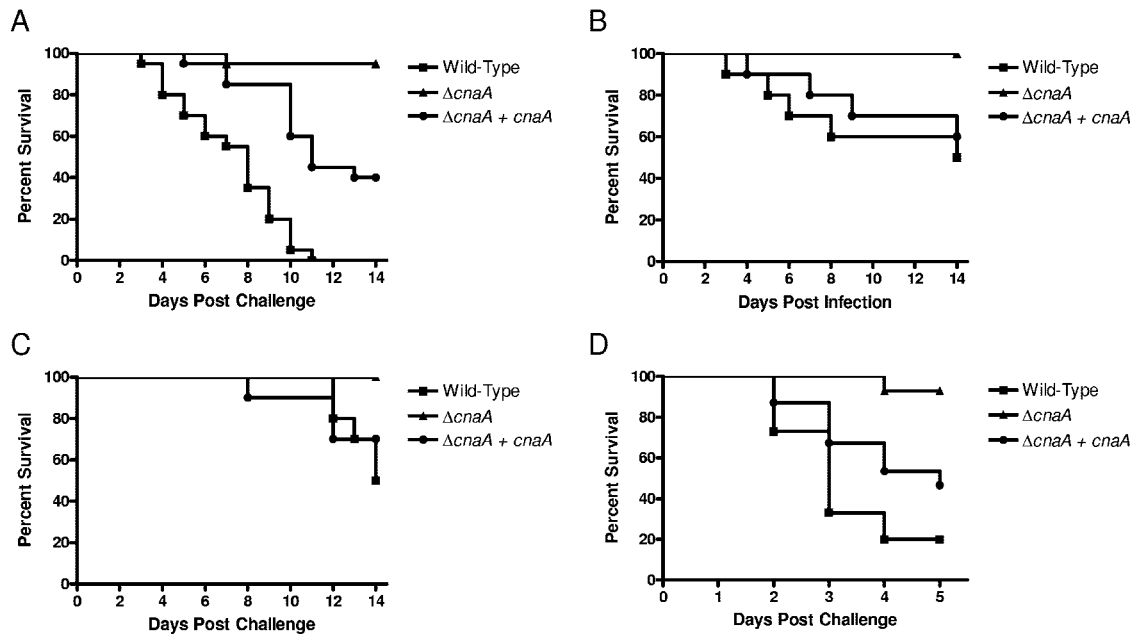 A
Percent Survival
100
80
60
40
20
0
0 2 4 6 8 10 12 14
Days Post Challenge
Wild-Type
ΔcnaA
ΔcnaA + cnaA
B
Percent Survival
100
80
60
40
20
0
0 2 4 6 8 10 12 14
Days Post Infection
Wild-Type
ΔcnaA
ΔcnaA + cnaA
C
Percent Survival
100
80
60
40
20
0
0 2 4 6 8 10 12 14
Days Post Challenge
Wild-Type
ΔcnaA
ΔcnaA + cnaA
D
Percent Survival
100
80
60
40
20
0
0 1 2 3 4 5
Days Post Challenge
Wild-Type
ΔcnaA
ΔcnaA + cnaA